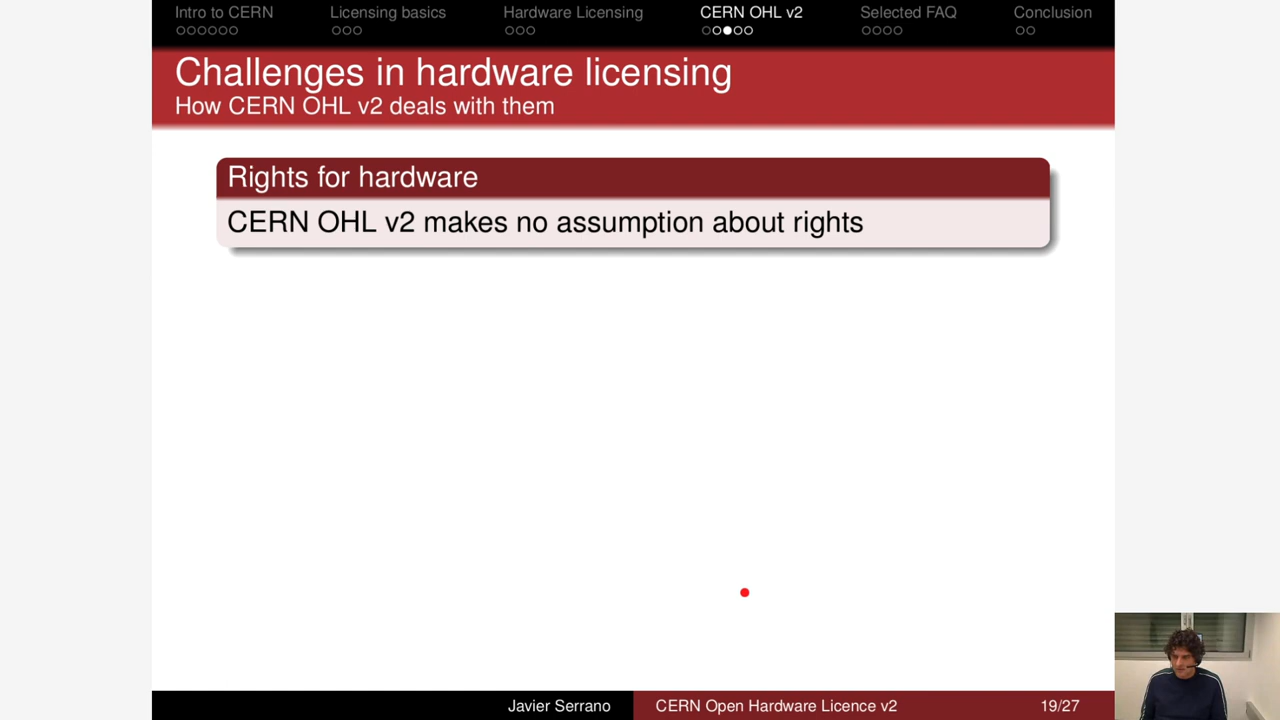 Intro to CERN Licensing basics Hardware Licensing CERN OHL v2 Selected FAQ Conclusion
Challenges in hardware licensing
How CERN OHL v2 deals with them
Rights for hardware
CERN OHL v2 makes no assumption about rights
Javier Serrano CERN Open Hardware Licence v2 19/27